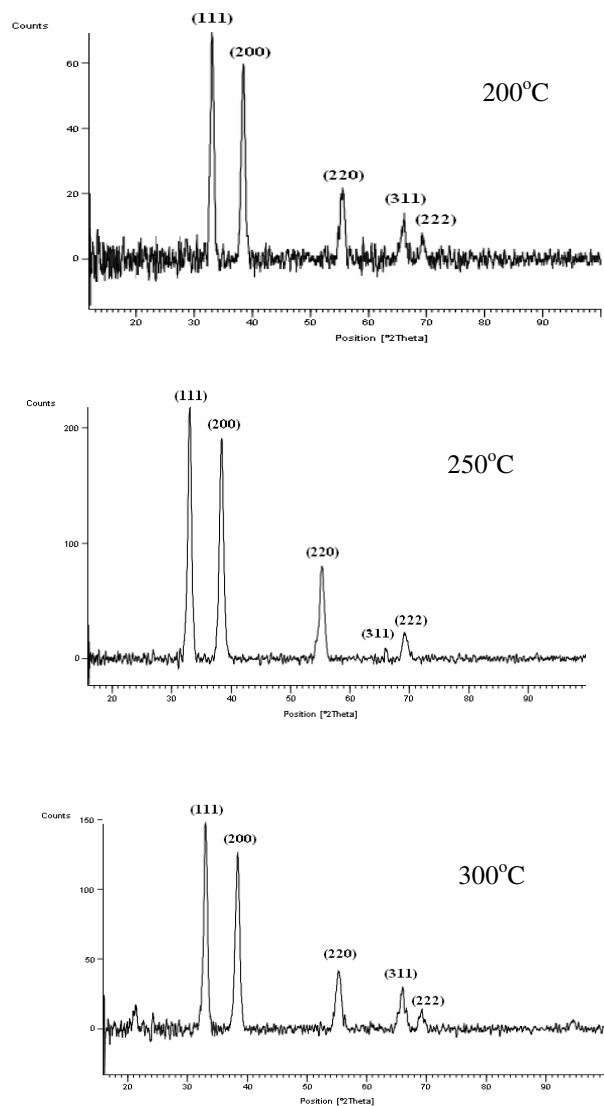 (111)
Counts
(200)
60
200°C
40
(220)
20
(311)
(222)
0
20 30 40 50 60 70 80 90
Position [°2Theta]
(111)
Counts
(200)
200
250°C
(220)
100
(311) (222)
0
20 30 40 50 60 70 80 90
Position [°2Theta]
(111)
Counts
150
(200)
300°C
100
(220)
50
(311)
(222)
0
20 30 40 50 60 70 80 90
Position [°2Theta]